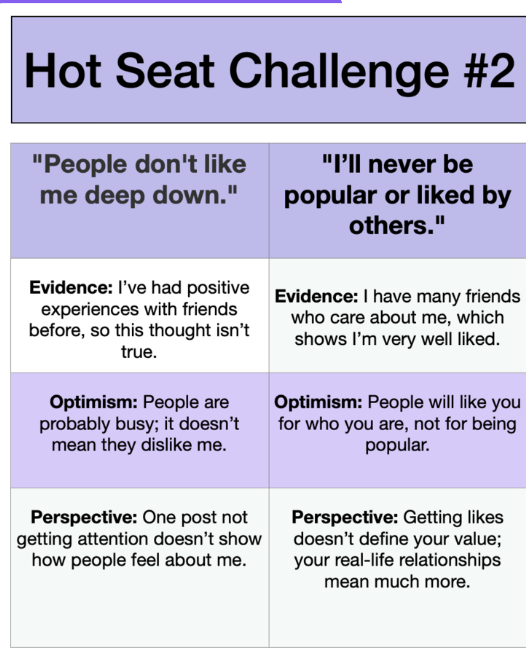 Hot Seat Challenge #2
"People don't like
me deep down."
"I’ll never be
popular or liked by
others."
Evidence: I’ve had positive
experiences with friends
before, so this thought isn’t
true.
Evidence: I have many friends
who care about me, which
shows I’m very well liked.
Optimism: People are
probably busy; it doesn’t
mean they dislike me.
Optimism: People will like you
for who you are, not for being
popular.
Perspective: One post not
getting attention doesn’t show
how people feel about me.
Perspective: Getting likes
doesn’t define your value;
your real-life relationships
mean much more.